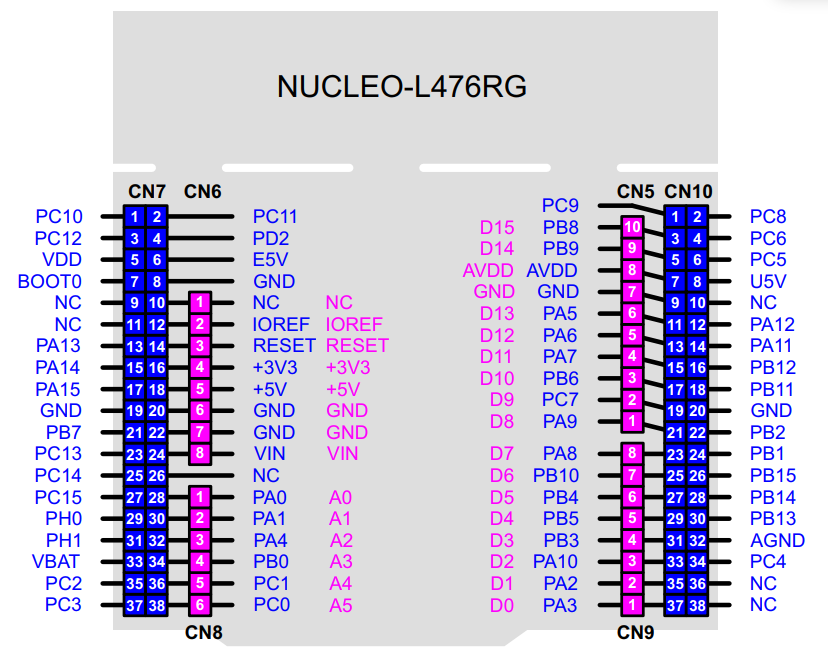 NUCLEO-L476RG
CN7 CN6 CN5 CN10
PC9
PC10 1 2 PC11 1 2 PC8
D15 PB8 10
PC12 3 4 PD2 3 4 PC6
D14 PB9 9
VDD 5 6 E5V 5 6 PC5
AVDD AVDD 8
BOOT0 7 8 GND 7 8 U5V
GND GND 7
NC 9 10 1 NC NC 9 10 NC
D13 PA5 6
NC 11 12 2 IOREF IOREF 11 12 PA12
D12 PA6 5
PA13 13 14 3 RESET RESET 13 14 PA11
D11 PA7 4
PA14 15 16 4 +3V3 +3V3 15 16 PB12
D10 PB6 3
PA15 17 18 5 +5V +5V 17 18 PB11
D9 PC7 2
GND 19 20 6 GND GND 19 20 GND
D8 PA9 1
PB7 21 22 7 GND GND 21 22 PB2
PC13 23 24 8 VIN VIN D7 PA8 8 23 24 PB1
PC14 25 26 NC D6 PB10 7 25 26 PB15
PC15 27 28 1 PA0 A0 D5 PB4 6 27 28 PB14
PH0 29 30 2 PA1 A1 D4 PB5 5 29 30 PB13
PH1 31 32 3 PA4 A2 D3 PB3 4 31 32 AGND
VBAT 33 34 4 PB0 A3 D2 PA10 3 33 34 PC4
PC2 35 36 5 PC1 A4 D1 PA2 2 35 36 NC
PC3 37 38 6 PC0 A5 D0 PA3 1 37 38 NC
CN8 CN9